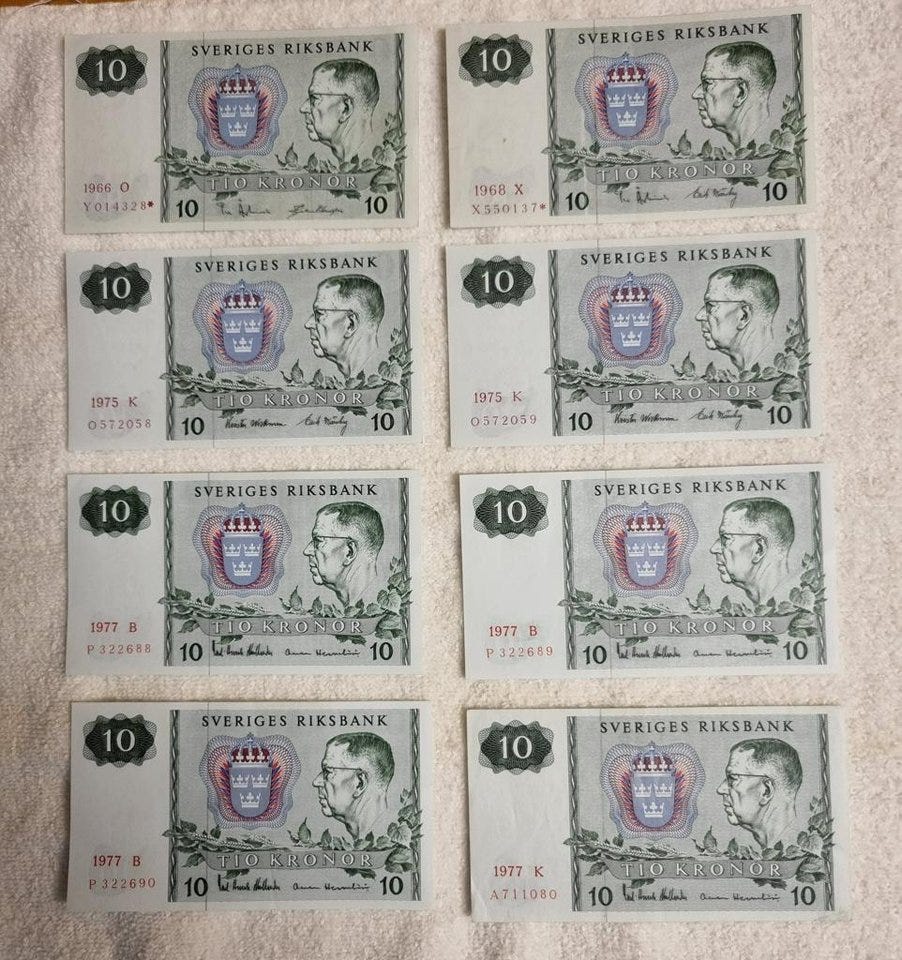 SVERIGES RIKSBANK
10
1966 O
Y014328*
TIO KRONOR
10
10
SVERIGES RIKSBANK
10
1968 X
X550137*
TIO KRONOR
10
10
SVERIGES RIKSBANK
10
1975 K
O572058
TIO KRONOR
10
10
SVERIGES RIKSBANK
10
1975 K
O572059
TIO KRONOR
10
10
SVERIGES RIKSBANK
10
1977 B
P322688
TIO KRONOR
10
10
SVERIGES RIKSBANK
10
1977 B
P322689
TIO KRONOR
10
10
SVERIGES RIKSBANK
10
1977 B
P322690
TIO KRONOR
10
10
SVERIGES RIKSBANK
10
1977 K
A711080
TIO KRONOR
10
10